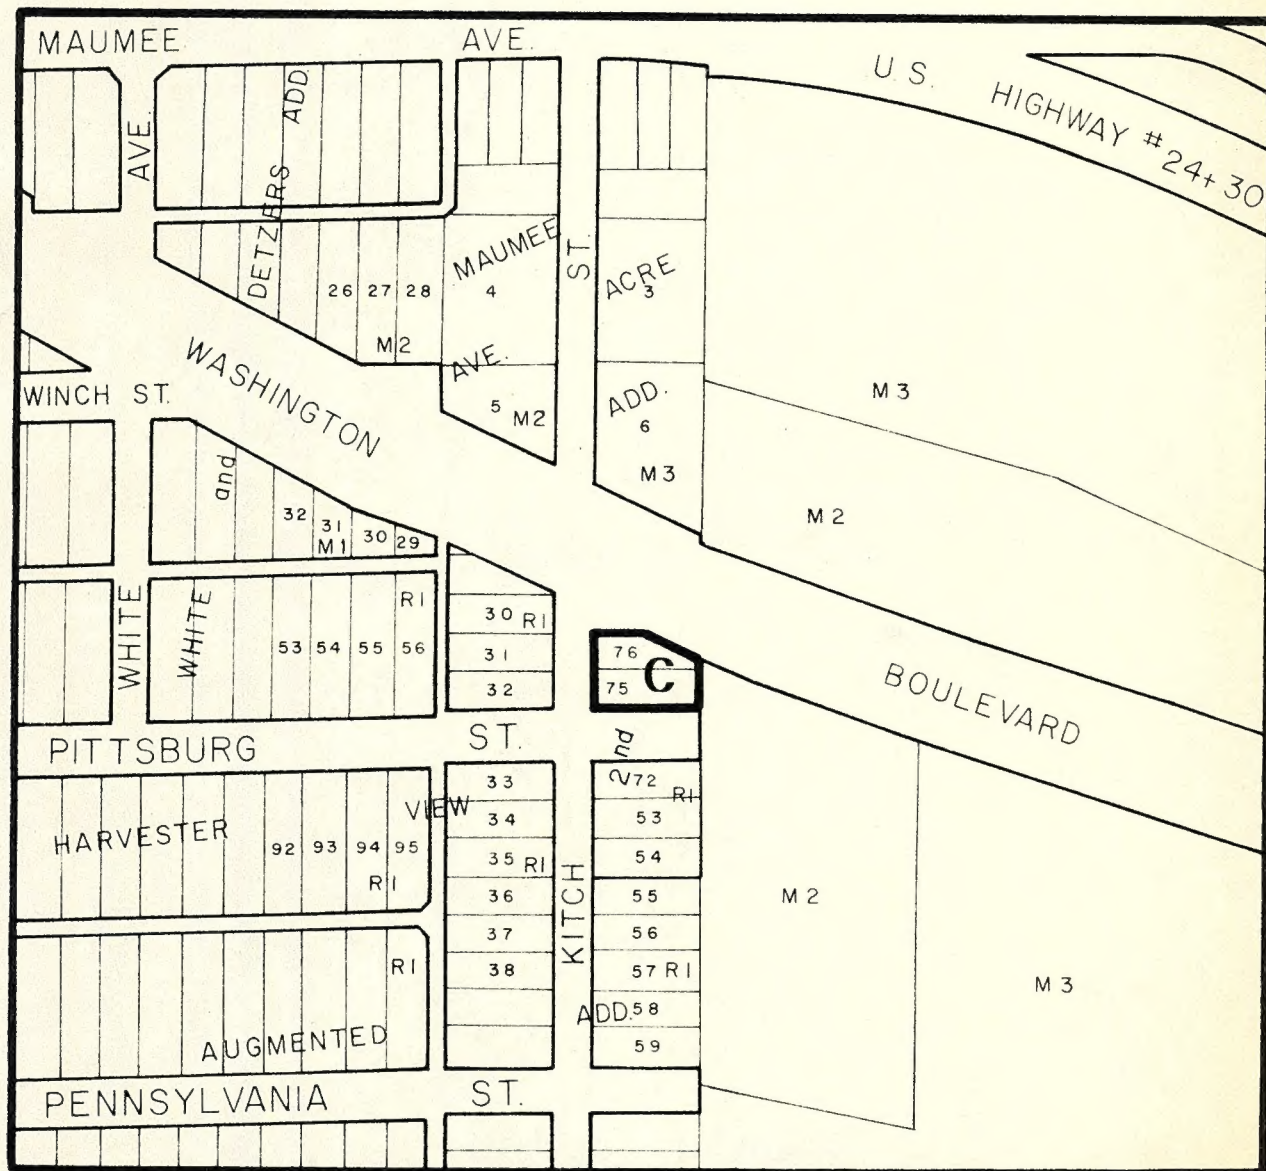 MAUMEE AVE.
U.S. HIGHWAY #24+30
AVE.
DETZERS ADD.
MAUMEE AVE. ACRE ADD.
ST.
26 27 28
4
3
M2
WASHINGTON
WINCH ST.
5 M2
6
M3
M 3
M 2
and
32 31 30 29
M1
WHITE
WHITE
R1
53 54 55 56
30 R1
31
32
76
75
C
BOULEVARD
PITTSBURG ST.
2nd
33
34
35 R1
36
37
38
72
R1
53
54
55
56
57 R1
58
59
HARVESTER VIEW
92 93 94 95
R1
KITCH
M 2
R1
M 3
ADD.
AUGMENTED
PENNSYLVANIA ST.